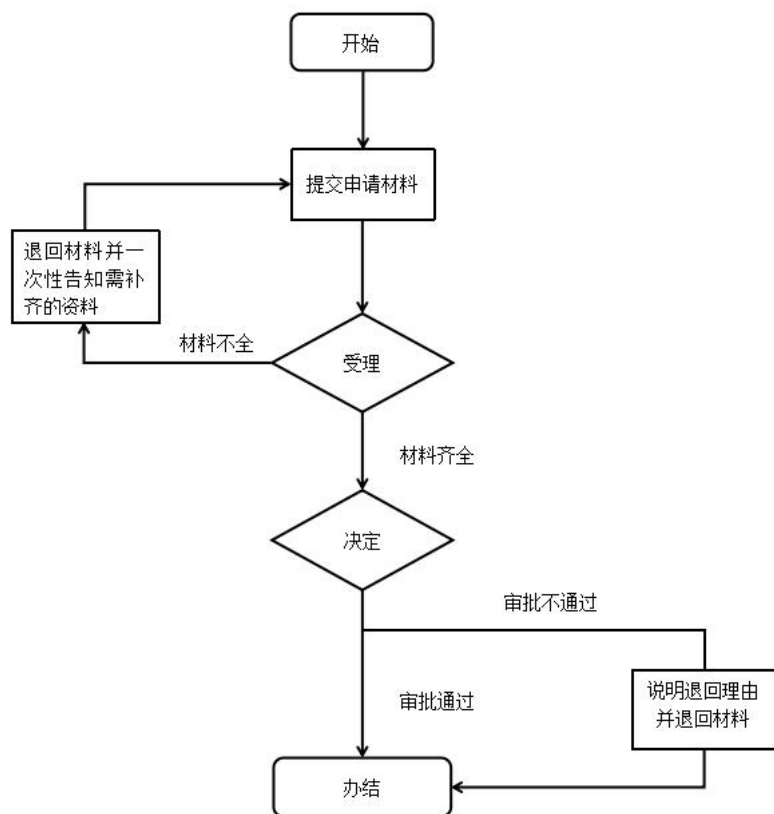 开始
提交申请材料
退回材料并一
次性告知需补
齐的资料
材料不全
受理
材料齐全
决定
审批不通过
审批通过
说明退回理由
并退回材料
办结